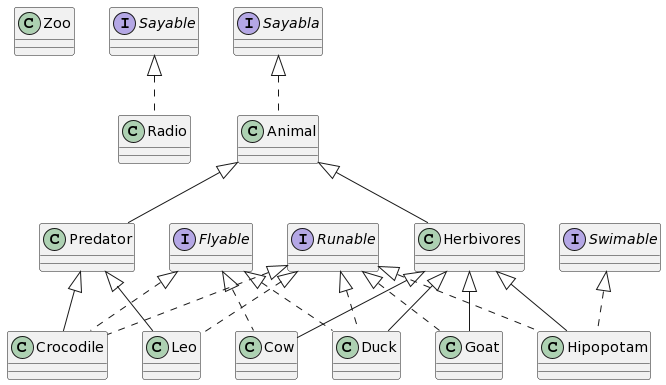 C Zoo
I Sayable
I Sayabla
C Radio
C Animal
C Predator
I Flyable
I Runable
C Herbivores
I Swimable
C Crocodile
C Leo
C Cow
C Duck
C Goat
C Hipopotam